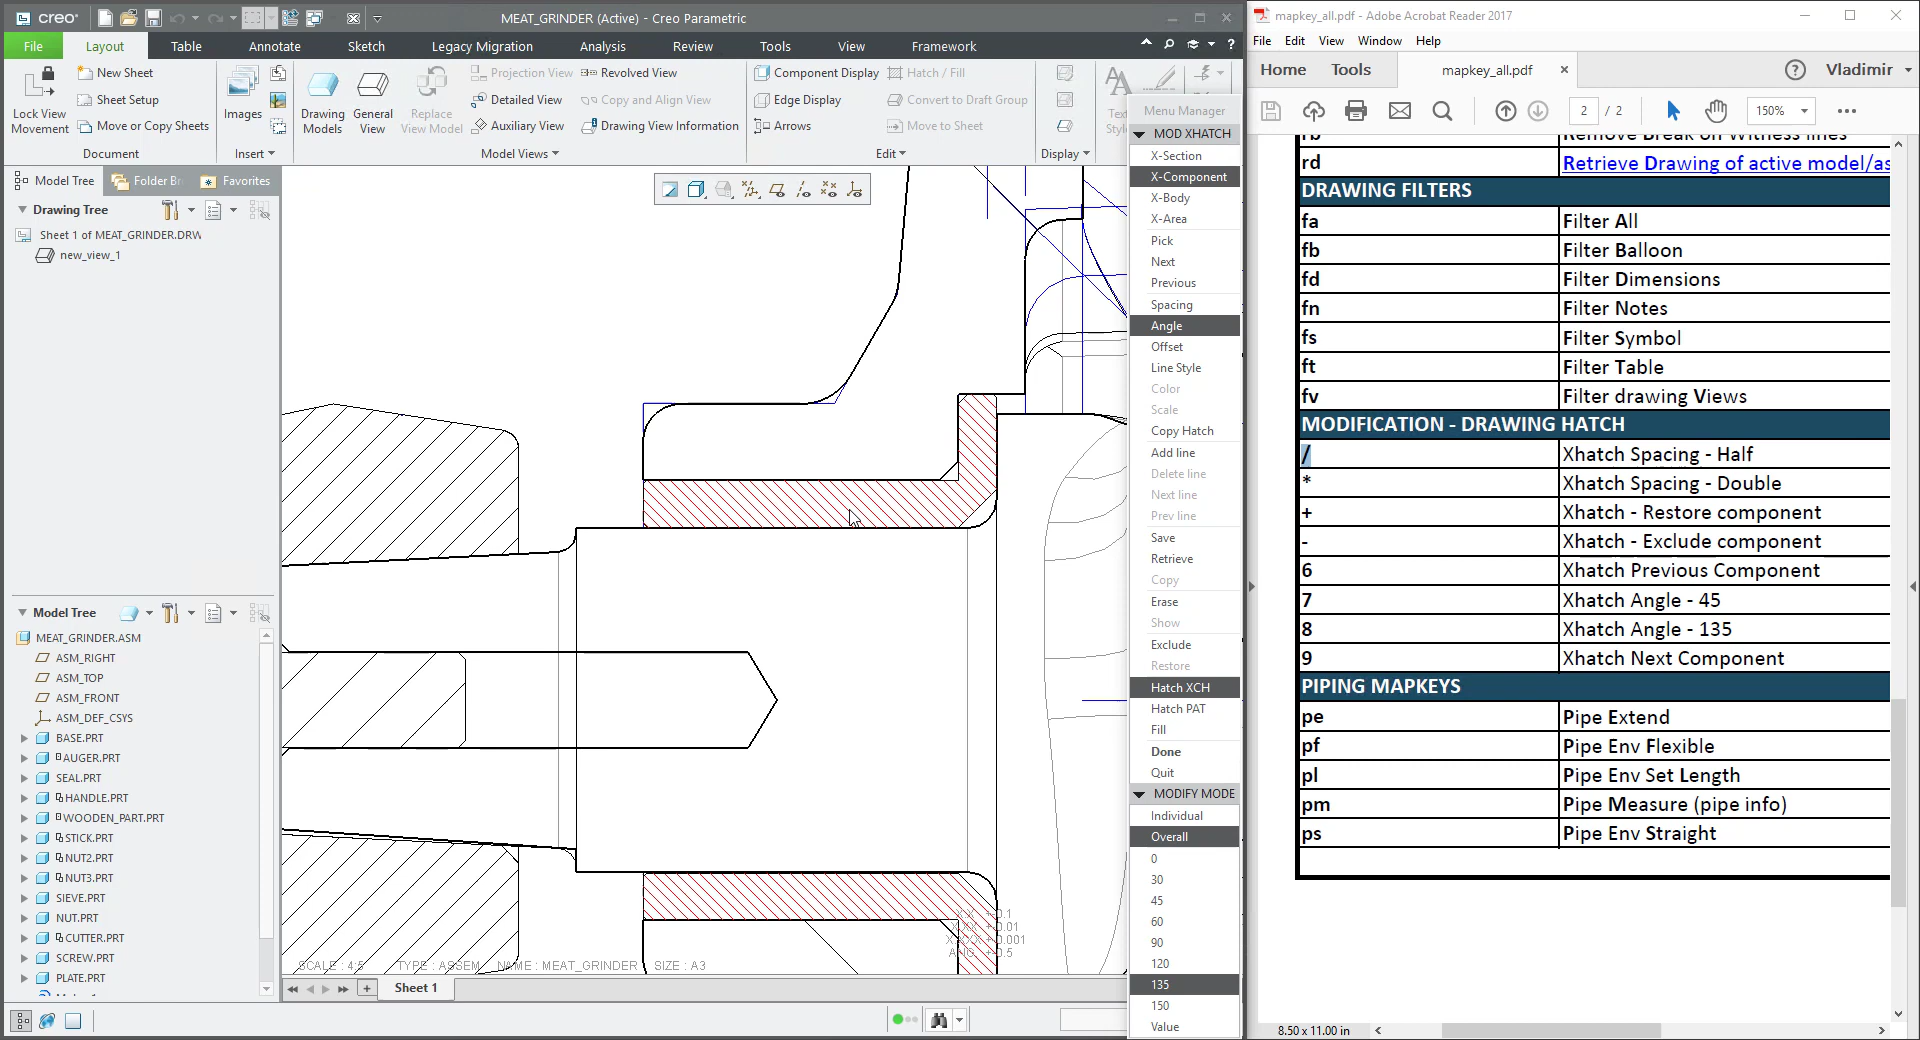 creo
MEAT_GRINDER (Active) - Creo Parametric
File
Layout
Table
Annotate
Sketch
Legacy Migration
Analysis
Review
Tools
View
Framework
Lock View Movement
New Sheet
Sheet Setup
Move or Copy Sheets
Document
Images
Insert
Drawing Models
General View
Replace View Model
Projection View
Detailed View
Auxiliary View
Revolved View
Copy and Align View
Drawing View Information
Model Views
Component Display
Edge Display
Arrows
Hatch / Fill
Convert to Draft Group
Move to Sheet
Edit
Display
Model Tree
Folder Br
Favorites
Drawing Tree
Sheet 1 of MEAT_GRINDER.DRW
new_view_1
Model Tree
MEAT_GRINDER.ASM
ASM_RIGHT
ASM_TOP
ASM_FRONT
ASM_DEF_CSYS
BASE.PRT
AUGER.PRT
SEAL.PRT
HANDLE.PRT
WOODEN_PART.PRT
STICK.PRT
NUT2.PRT
NUT3.PRT
SIEVE.PRT
NUT.PRT
CUTTER.PRT
SCREW.PRT
PLATE.PRT
SCALE : 4:5 TYPE : ASSEM NAME : MEAT_GRINDER SIZE : A3
Sheet 1
Menu Manager
MOD XHATCH
X-Section
X-Component
X-Body
X-Area
Pick
Next
Previous
Spacing
Angle
Offset
Line Style
Color
Scale
Copy Hatch
Add line
Delete line
Next line
Prev line
Save
Retrieve
Copy
Erase
Show
Exclude
Restore
Hatch XCH
Hatch PAT
Fill
Done
Quit
MODIFY MODE
Individual
Overall
0
30
45
60
90
120
135
150
Value
mapkey_all.pdf - Adobe Acrobat Reader 2017
File Edit View Window Help
Home
Tools
mapkey_all.pdf
Vladimir
2 / 2
150%
rb Remove Break on Witness lines
rd Retrieve Drawing of active model/as
DRAWING FILTERS
fa Filter All
fb Filter Balloon
fd Filter Dimensions
fn Filter Notes
fs Filter Symbol
ft Filter Table
fv Filter drawing Views
MODIFICATION - DRAWING HATCH
/ Xhatch Spacing - Half
* Xhatch Spacing - Double
+ Xhatch - Restore component
- Xhatch - Exclude component
6 Xhatch Previous Component
7 Xhatch Angle - 45
8 Xhatch Angle - 135
9 Xhatch Next Component
PIPING MAPKEYS
pe Pipe Extend
pf Pipe Env Flexible
pl Pipe Env Set Length
pm Pipe Measure (pipe info)
ps Pipe Env Straight
8.50 x 11.00 in